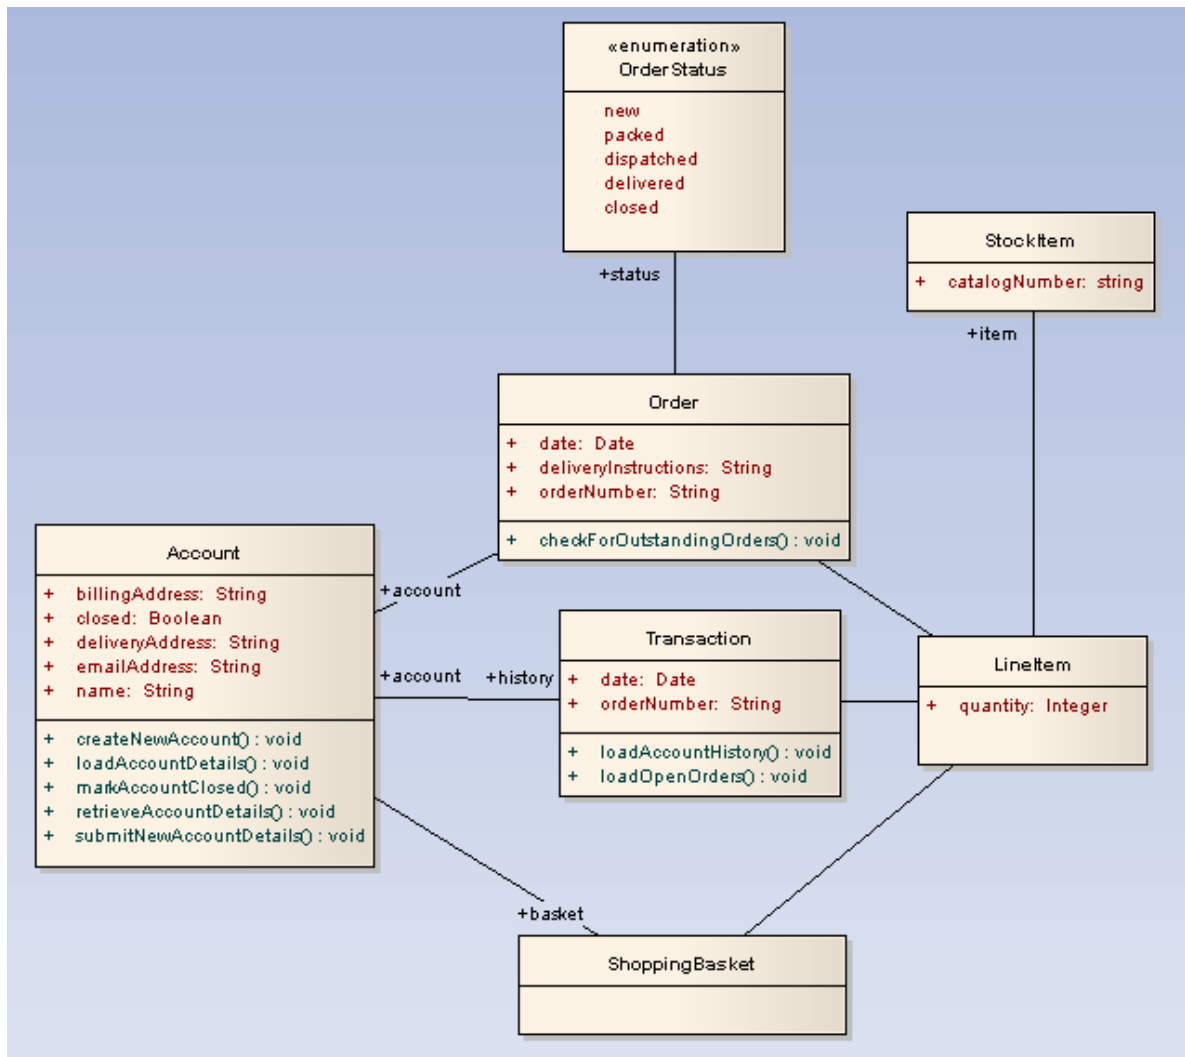 «enumeration»
OrderStatus
new
packed
dispatched
delivered
closed
+status
StockItem
+ catalogNumber: string
+item
Order
+ date: Date
+ deliveryInstructions: String
+ orderNumber: String
+ checkForOutstandingOrders() : void
Account
+ billingAddress: String
+ closed: Boolean
+ deliveryAddress: String
+ emailAddress: String
+ name: String
+ createNewAccount() : void
+ loadAccountDetails() : void
+ markAccountClosed() : void
+ retrieveAccountDetails() : void
+ submitNewAccountDetails() : void
+account
+account
+history
Transaction
+ date: Date
+ orderNumber: String
+ loadAccountHistory() : void
+ loadOpenOrders() : void
LineItem
+ quantity: Integer
+basket
ShoppingBasket